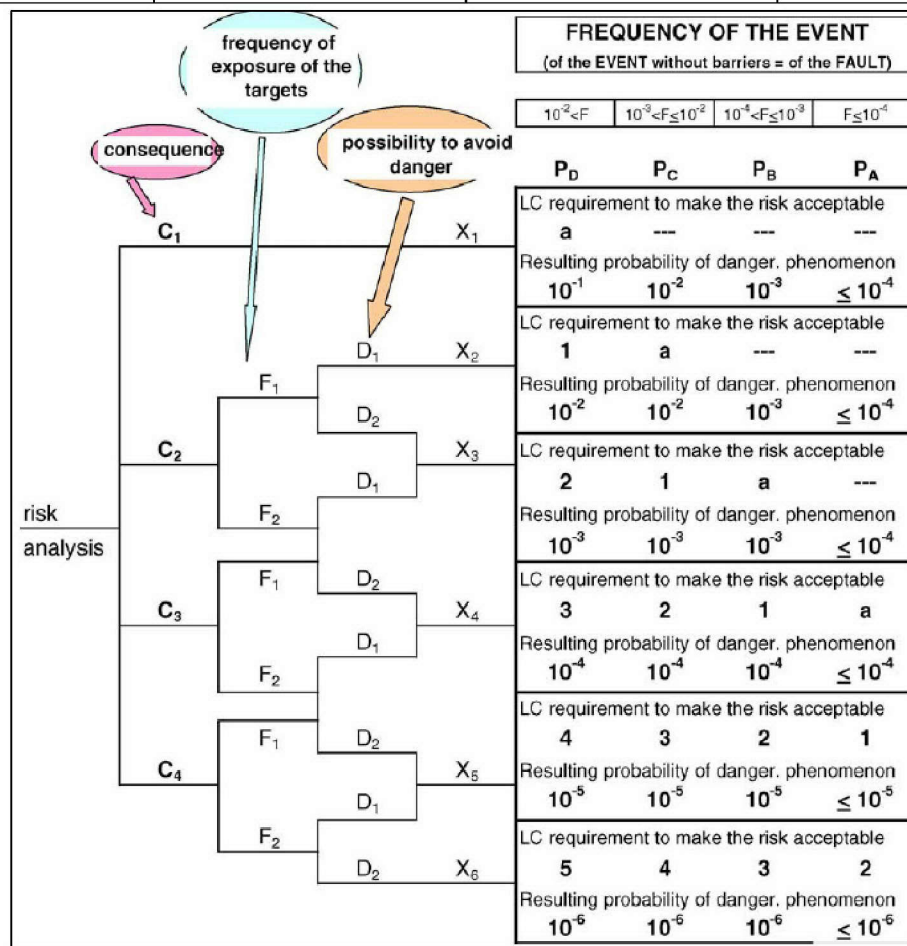 frequency of
exposure of the
targets
consequence
possibility to avoid
danger
FREQUENCY OF THE EVENT
(of the EVENT without barriers = of the FAULT)
10⁻²<F 10⁻³<F≤10⁻² 10⁻⁴<F≤10⁻³ F≤10⁻⁴
P_D P_C P_B P_A
risk
analysis
C₁ X₁
LC requirement to make the risk acceptable
a --- --- ---
Resulting probability of danger. phenomenon
10⁻¹ 10⁻² 10⁻³ ≤ 10⁻⁴
D₁ X₂
F₁
D₂
LC requirement to make the risk acceptable
1 a --- ---
Resulting probability of danger. phenomenon
10⁻² 10⁻² 10⁻³ ≤ 10⁻⁴
C₂ X₃
D₁
F₂
LC requirement to make the risk acceptable
2 1 a ---
Resulting probability of danger. phenomenon
10⁻³ 10⁻³ 10⁻³ ≤ 10⁻⁴
F₁ D₂
C₃ X₄
D₁
F₂
LC requirement to make the risk acceptable
3 2 1 a
Resulting probability of danger. phenomenon
10⁻⁴ 10⁻⁴ 10⁻⁴ ≤ 10⁻⁴
F₁ D₂
C₄ X₅
D₁
F₂
LC requirement to make the risk acceptable
4 3 2 1
Resulting probability of danger. phenomenon
10⁻⁵ 10⁻⁵ 10⁻⁵ ≤ 10⁻⁵
D₂ X₆
LC requirement to make the risk acceptable
5 4 3 2
Resulting probability of danger. phenomenon
10⁻⁶ 10⁻⁶ 10⁻⁶ ≤ 10⁻⁶